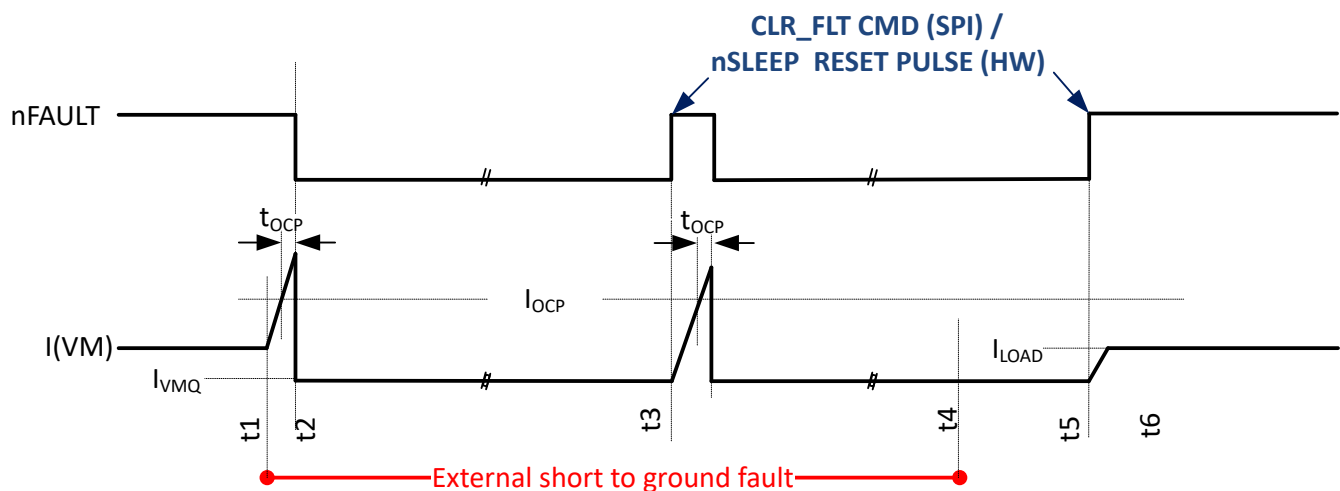 CLR_FLT CMD (SPI) /
nSLEEP RESET PULSE (HW)
nFAULT
tOCP
tOCP
IOCP
I(VM)
ILOAD
IVMQ
t1
t2
t3
t4
t5
t6
External short to ground fault